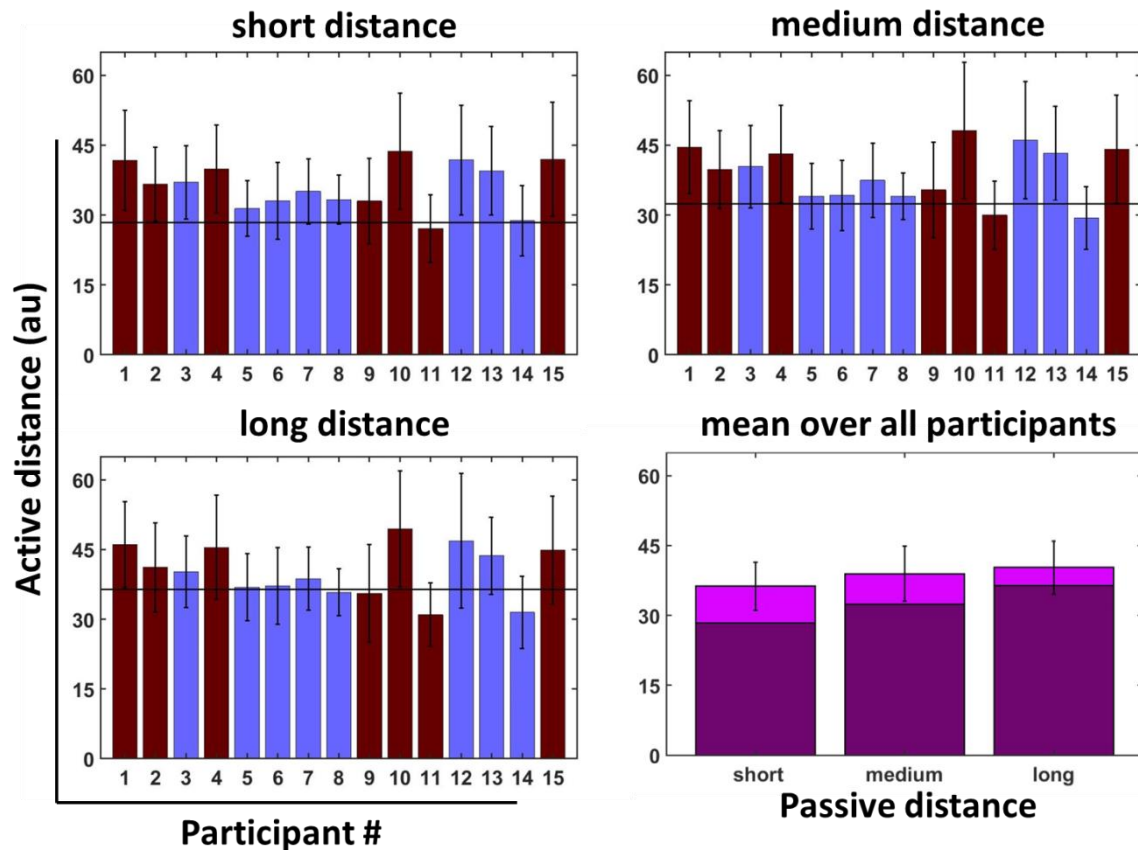 short distance
60
45
30
15
0
1 2 3 4 5 6 7 8 9 10 11 12 13 14 15
medium distance
60
45
30
15
0
1 2 3 4 5 6 7 8 9 10 11 12 13 14 15
long distance
60
45
30
15
0
1 2 3 4 5 6 7 8 9 10 11 12 13 14 15
mean over all participants
60
45
30
15
0
short medium long
Active distance (au)
Participant #
Passive distance